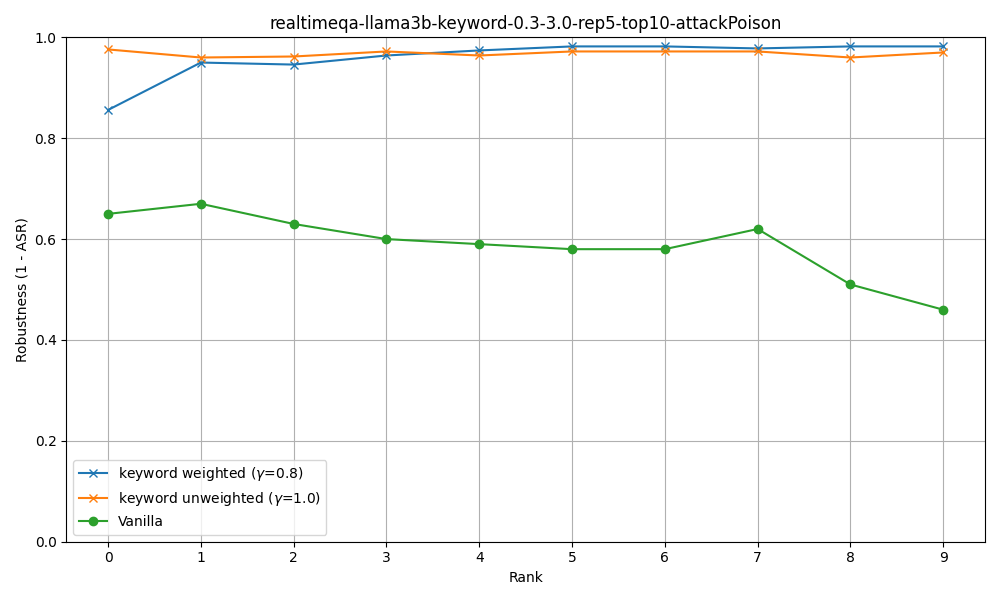 realtimeqa-llama3b-keyword-0.3-3.0-rep5-top10-attackPoison
Robustness (1 - ASR)
1.0
0.8
0.6
0.4
0.2
0.0
keyword weighted (γ=0.8)
keyword unweighted (γ=1.0)
Vanilla
0 1 2 3 4 5 6 7 8 9
Rank